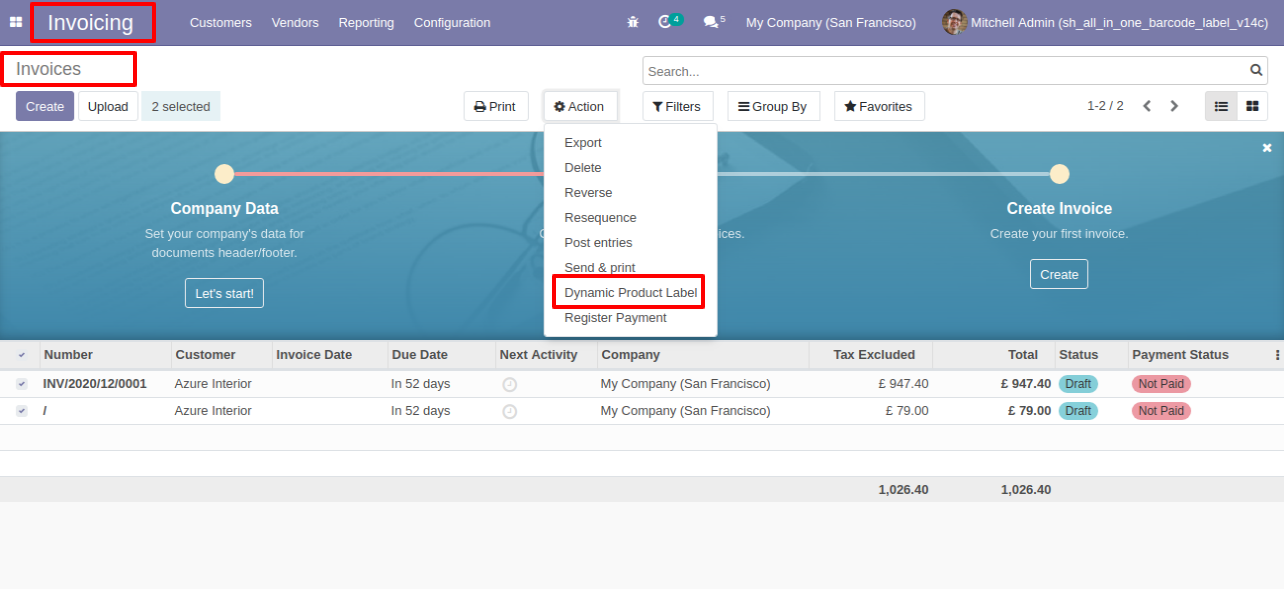 Invoicing Customers Vendors Reporting Configuration 4 5 My Company (San Francisco) Mitchell Admin (sh_all_in_one_barcode_label_v14c)
Invoices Search...
Create Upload 2 selected Print Action Filters Group By Favorites 1-2 / 2
Export
Delete
Reverse
Resequence
Post entries
Send & print
Dynamic Product Label
Register Payment
Company Data
Set your company's data for
documents header/footer.
Let's start!
ices.
Create Invoice
Create your first invoice.
Create
Number Customer Invoice Date Due Date Next Activity Company Tax Excluded Total Status Payment Status
INV/2020/12/0001 Azure Interior In 52 days My Company (San Francisco) £ 947.40 £ 947.40 Draft Not Paid
/ Azure Interior In 52 days My Company (San Francisco) £ 79.00 £ 79.00 Draft Not Paid
1,026.40 1,026.40